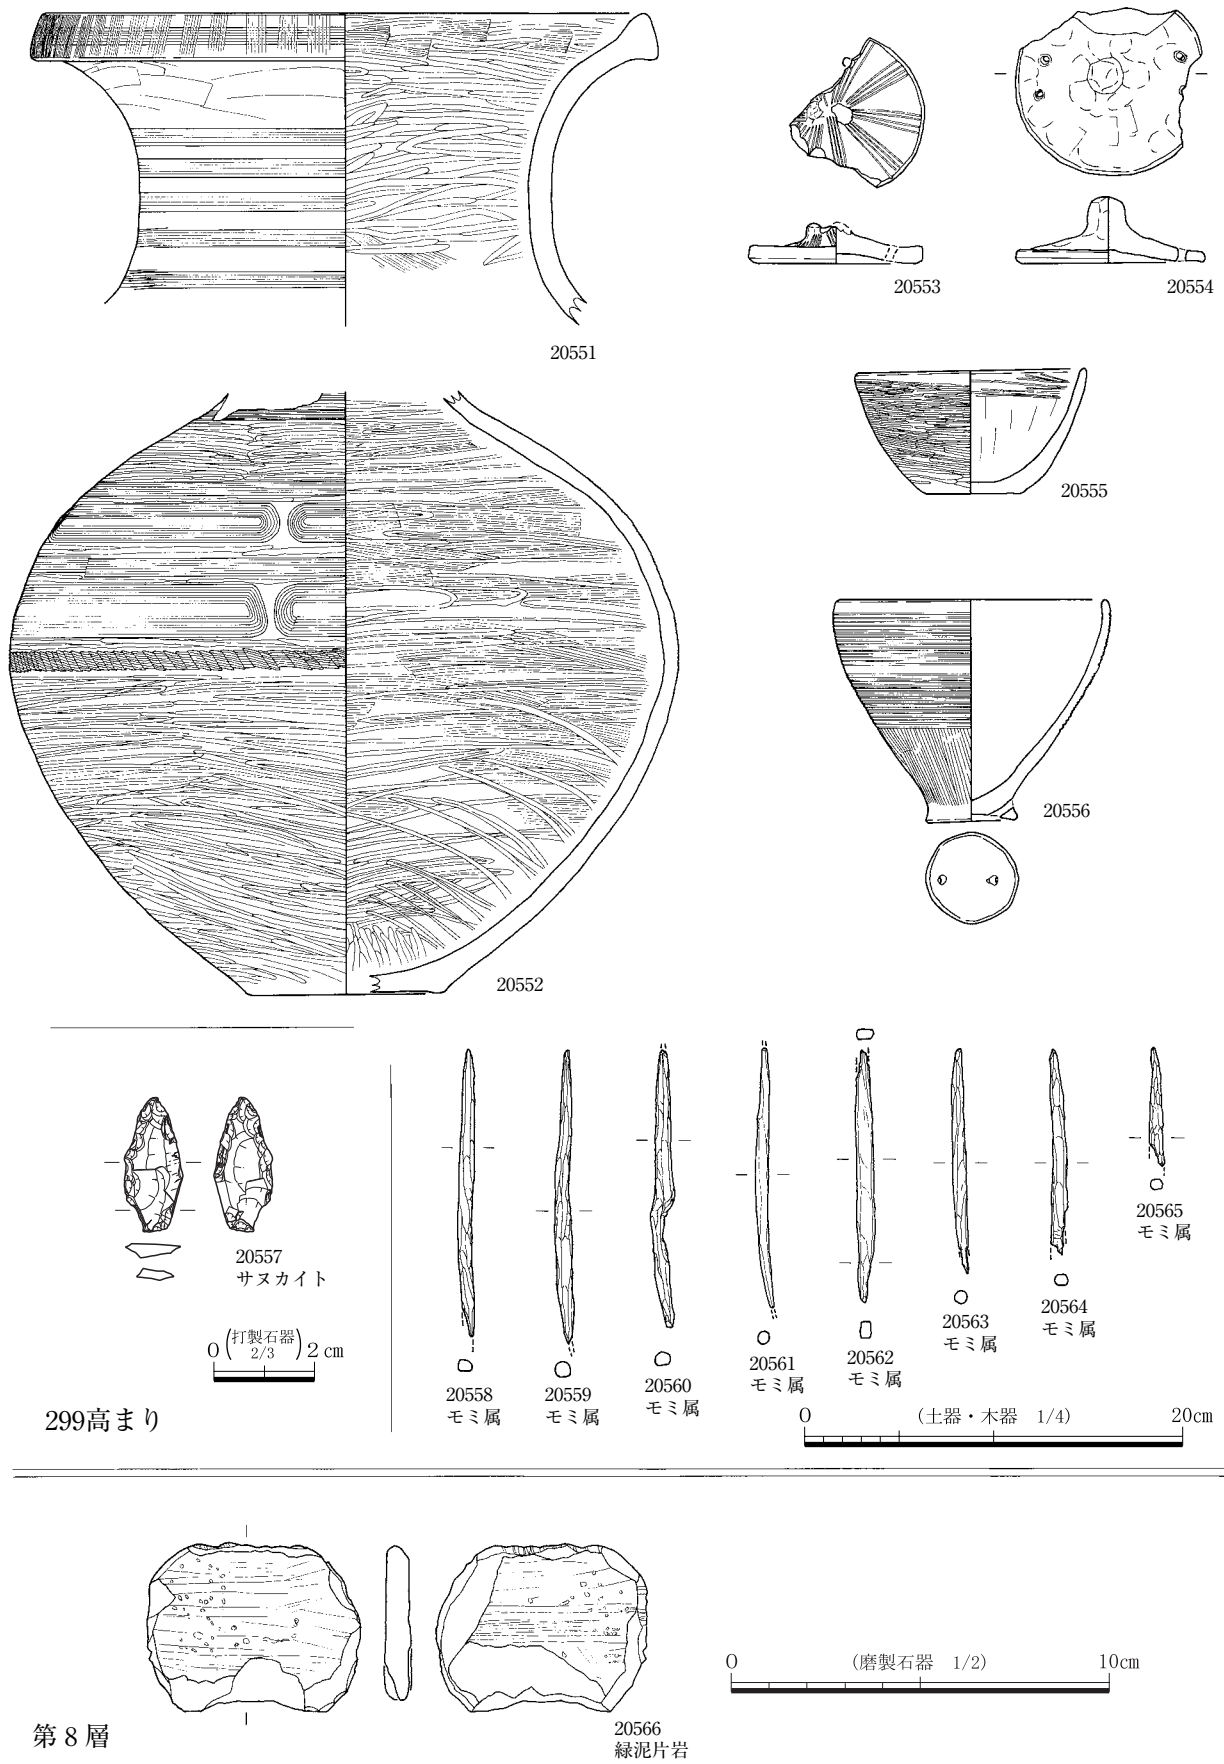 20551
20553
20554
20555
20552
20556
20557
サヌカイト
0 (打製石器 2/3) 2 cm
20558
モミ属
20559
モミ属
20560
モミ属
20561
モミ属
20562
モミ属
20563
モミ属
20564
モミ属
20565
モミ属
299高まり
0 (土器・木器 1/4) 20cm
20566
緑泥片岩
0 (磨製石器 1/2) 10cm
第8層